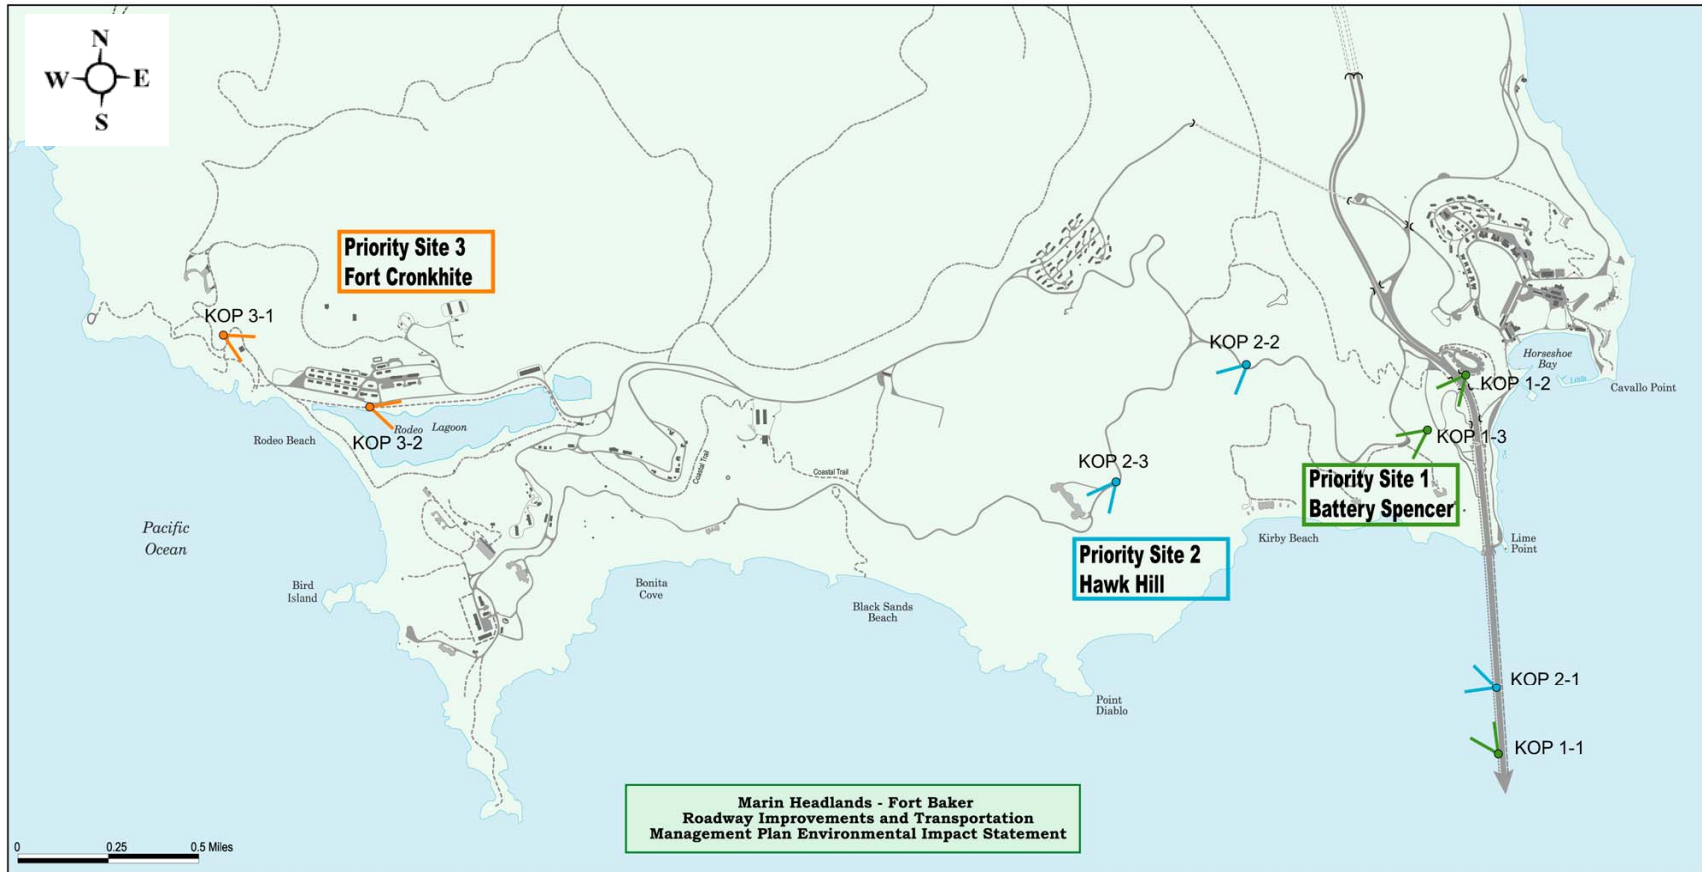 N
W E
S
Priority Site 3
Fort Cronkhite
KOP 3-1
KOP 2-2
Horseshoe
Bay
KOP 1-2
Cavallo Point
KOP 3-2
Rodeo Lagoon
Rodeo Beach
KOP 1-3
Coastal Trail
Coastal Trail
KOP 2-3
Priority Site 1
Battery Spencer
Pacific
Ocean
Kirby Beach
Lime
Point
Priority Site 2
Hawk Hill
Bird
Island
Bonita
Cove
Black Sands
Beach
Point
Diablo
KOP 2-1
KOP 1-1
Marin Headlands - Fort Baker
Roadway Improvements and Transportation
Management Plan Environmental Impact Statement
0 0.25 0.5 Miles